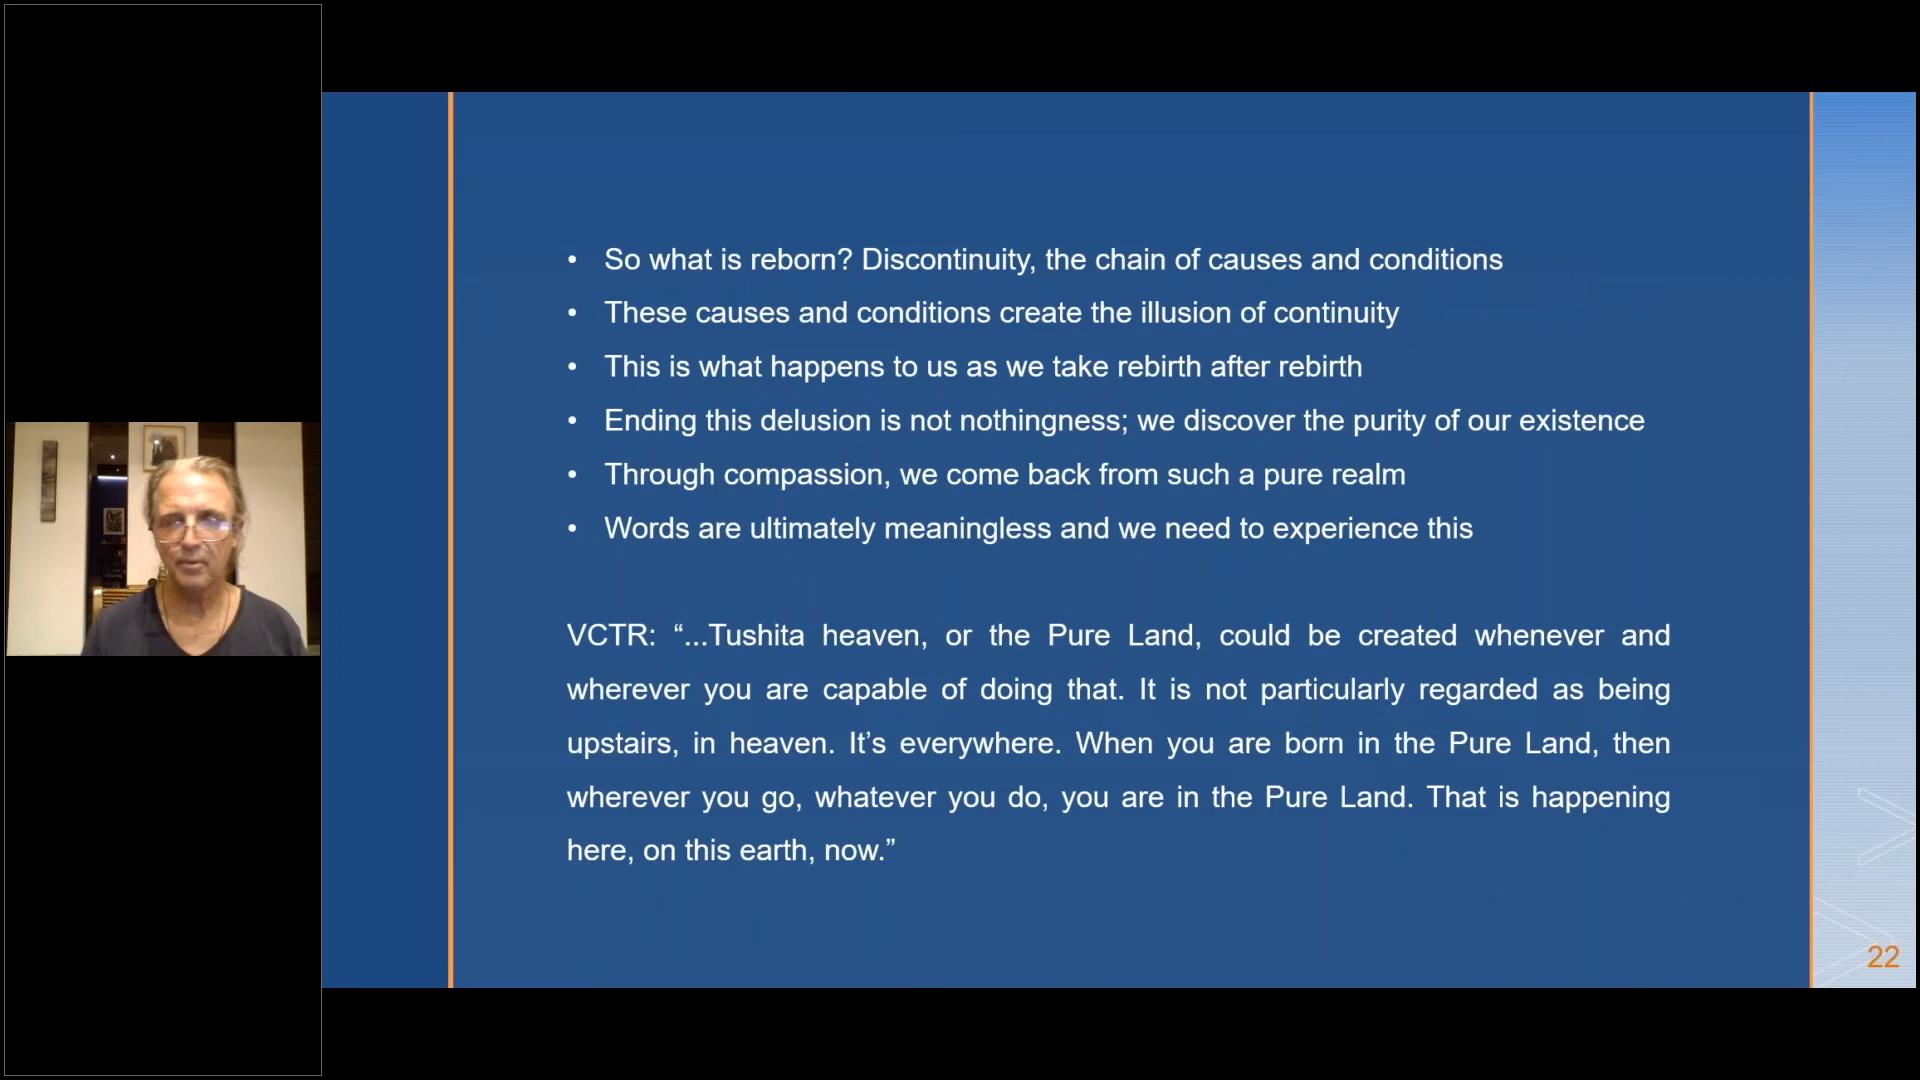 • So what is reborn? Discontinuity, the chain of causes and conditions
• These causes and conditions create the illusion of continuity
• This is what happens to us as we take rebirth after rebirth
• Ending this delusion is not nothingness; we discover the purity of our existence
• Through compassion, we come back from such a pure realm
• Words are ultimately meaningless and we need to experience this
VCTR: “...Tushita heaven, or the Pure Land, could be created whenever and
wherever you are capable of doing that. It is not particularly regarded as being
upstairs, in heaven. It’s everywhere. When you are born in the Pure Land, then
wherever you go, whatever you do, you are in the Pure Land. That is happening
here, on this earth, now.”
22